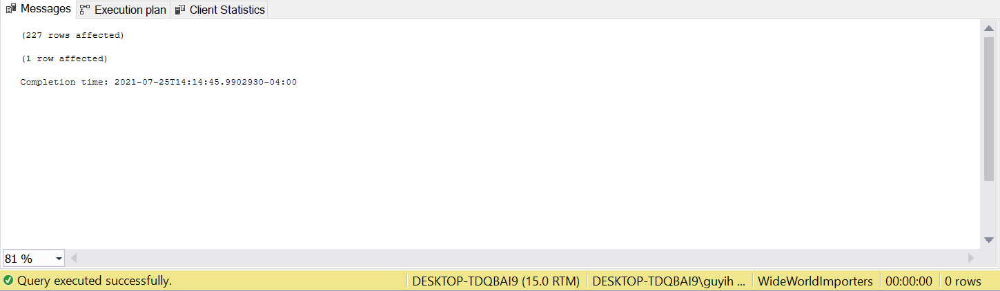 Messages Execution plan Client Statistics
(227 rows affected)
(1 row affected)
Completion time: 2021-07-25T14:14:45.9902930-04:00
81 %
Query executed successfully. DESKTOP-TDQBAI9 (15.0 RTM) DESKTOP-TDQBAI9\guyih ... WideWorldImporters 00:00:00 0 rows